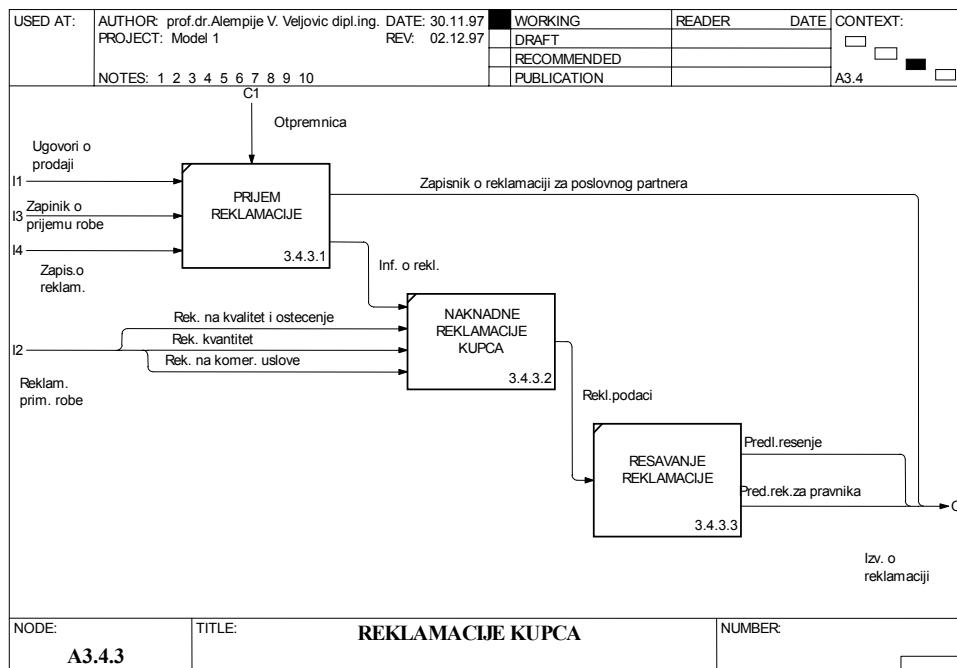 USED AT:
AUTHOR: prof.dr.Alempije V. Veljovic dipl.ing. DATE: 30.11.97
PROJECT: Model 1 REV: 02.12.97
NOTES: 1 2 3 4 5 6 7 8 9 10
WORKING
DRAFT
RECOMMENDED
PUBLICATION
READER DATE
CONTEXT:
A3.4
C1
Otpremnica
Ugovori o
prodaji
I1
I3
Zapinik o
prijemu robe
I4
Zapis.o
reklam.
PRIJEM
REKLAMACIJE
3.4.3.1
Zapisnik o reklamaciji za poslovnog partnera
Inf. o rekl.
Rek. na kvalitet i ostecenje
Rek. kvantitet
I2
Rek. na komer. uslove
Reklam.
prim. robe
NAKNADNE
REKLAMACIJE
KUPCA
3.4.3.2
Rekl.podaci
RESAVANJE
REKLAMACIJE
3.4.3.3
Predl.resenje
Pred.rek.za pravnika
Izv. o
reklamaciji
NODE:
A3.4.3
TITLE:
REKLAMACIJE KUPCA
NUMBER: